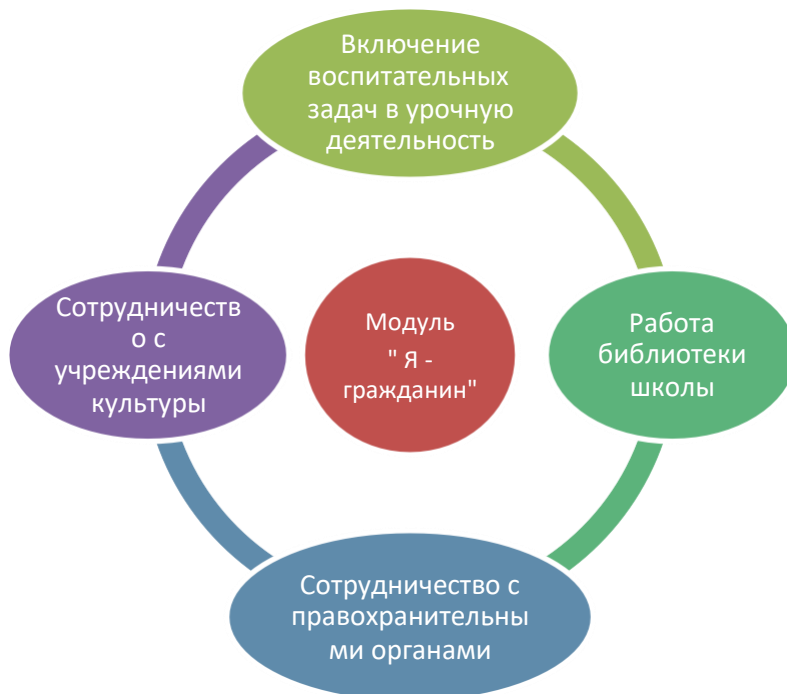 Включение
воспитательных
задач в урочную
деятельность
Сотрудничеств
о с
учреждениями
культуры
Модуль
" Я -
гражданин"
Работа
библиотеки
школы
Сотрудничество с
правохранительны
ми органами